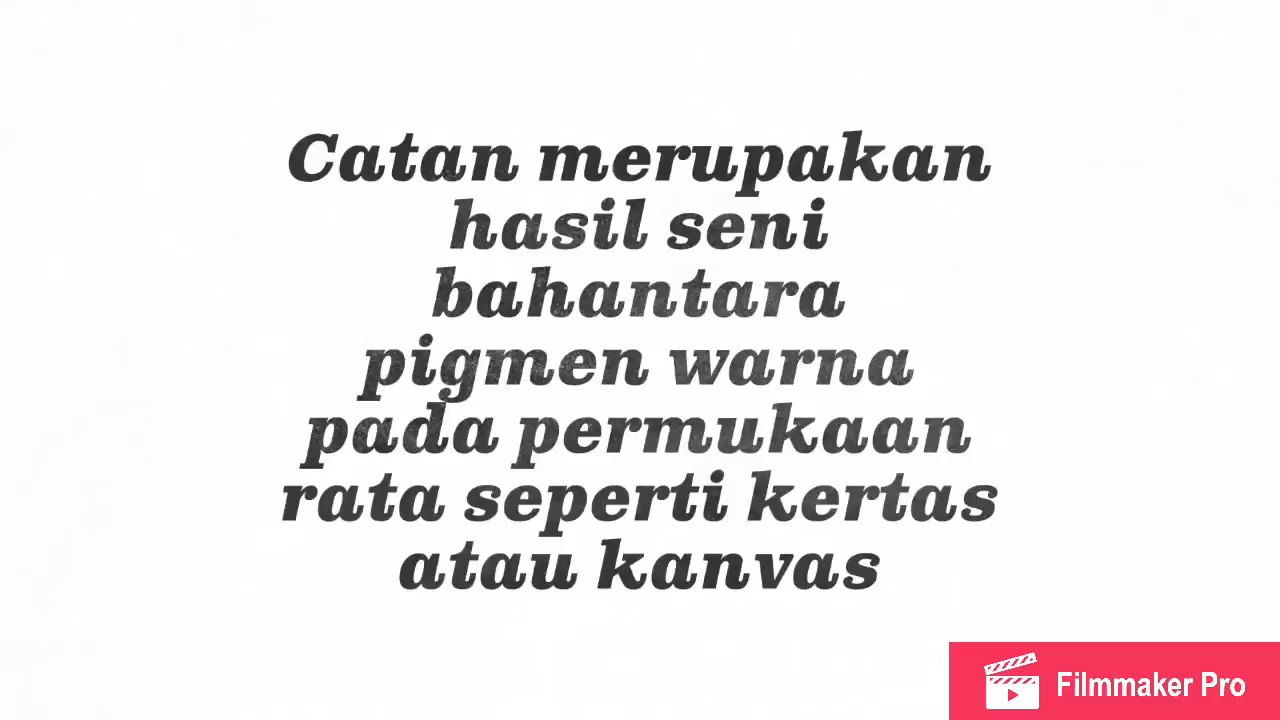 Catan merupakan
hasil seni
bahantara
pigmen warna
pada permukaan
rata seperti kertas
atau kanvas
Filmmaker Pro